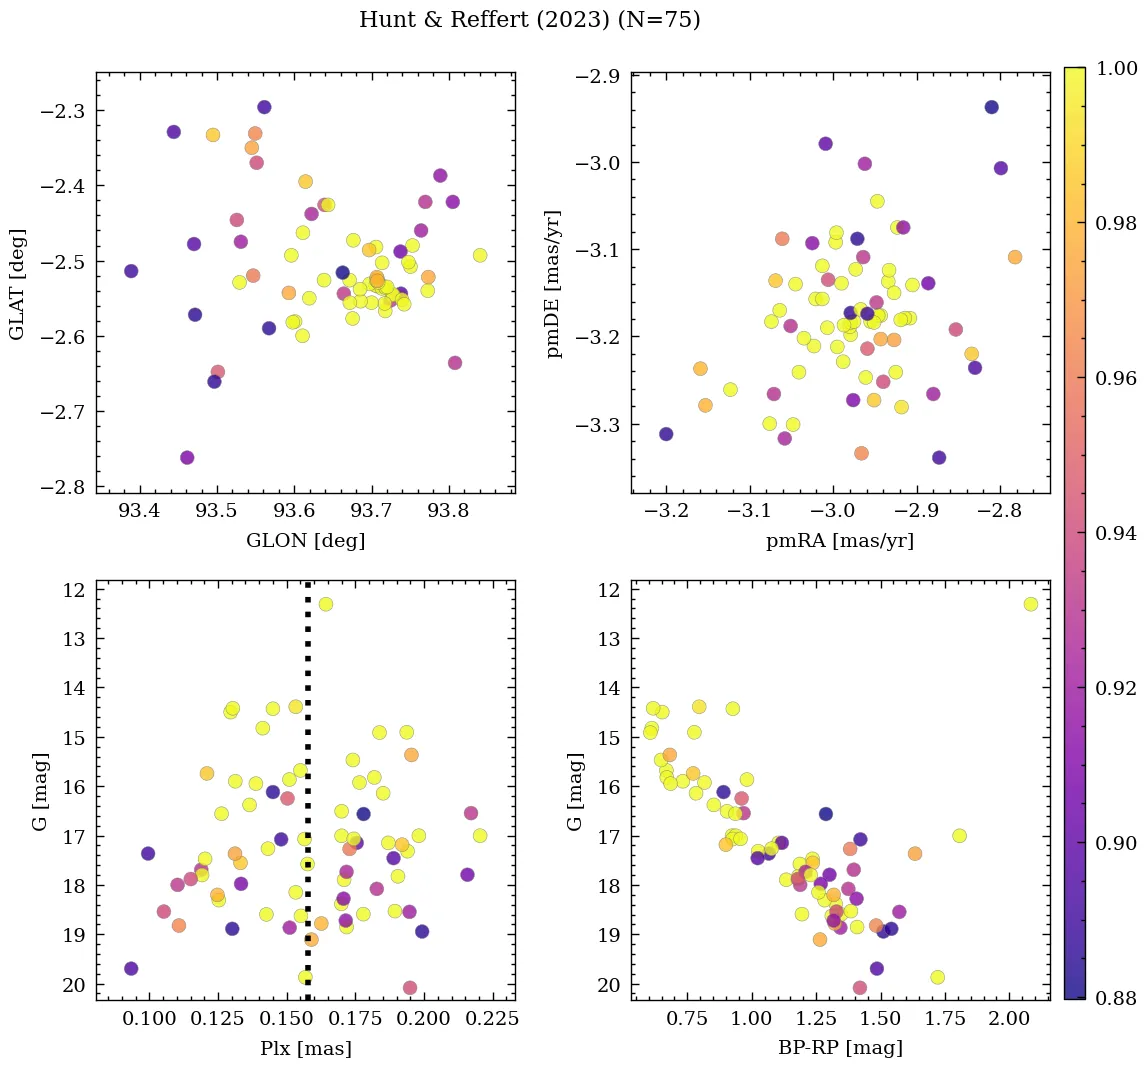 Hunt & Reffert (2023) (N=75)
−2.3
−2.4
−2.5
−2.6
−2.7
−2.8
GLAT [deg]
93.4 93.5 93.6 93.7 93.8
GLON [deg]
−2.9
−3.0
−3.1
−3.2
−3.3
pmDE [mas/yr]
−3.2 −3.1 −3.0 −2.9 −2.8
pmRA [mas/yr]
12
13
14
15
16
17
18
19
20
G [mag]
0.100 0.125 0.150 0.175 0.200 0.225
Plx [mas]
12
13
14
15
16
17
18
19
20
G [mag]
0.75 1.00 1.25 1.50 1.75 2.00
BP-RP [mag]
1.00
0.98
0.96
0.94
0.92
0.90
0.88